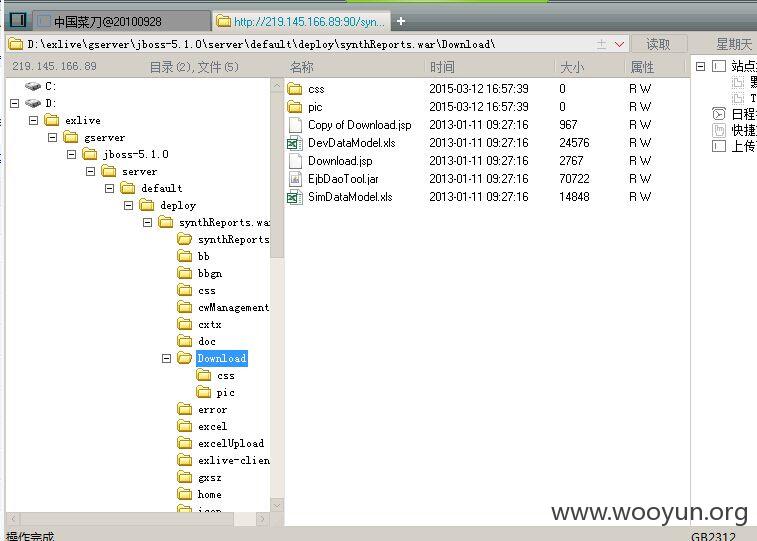 中国菜刀@20100928 http://219.145.166.89:90/syn... +
D:\exlive\gserver\jboss-5.1.0\server\default\deploy\synthReports.war\Download\ 读取 星期天
219.145.166.89 目录(2),文件(5) 名称 时间 大小 属性
C:
D:
exlive
gserver
jboss-5.1.0
server
default
deploy
synthReports.war
synthReports
bb
bbgn
css
cwManagement
cxtx
doc
Download
css
pic
error
excel
excelUpload
exlive-clien
gxsz
home
css 2015-03-12 16:57:39 0 R W
pic 2015-03-12 16:57:39 0 R W
Copy of Download.jsp 2013-01-11 09:27:16 967 R W
DevDataModel.xls 2013-01-11 09:27:16 24576 R W
Download.jsp 2013-01-11 09:27:16 2767 R W
EjbDaoTool.jar 2013-01-11 09:27:16 70722 R W
SimDataModel.xls 2013-01-11 09:27:16 14848 R W
站点
日程
快捷
上传
www.wooyun.org
操作完成 GB2312